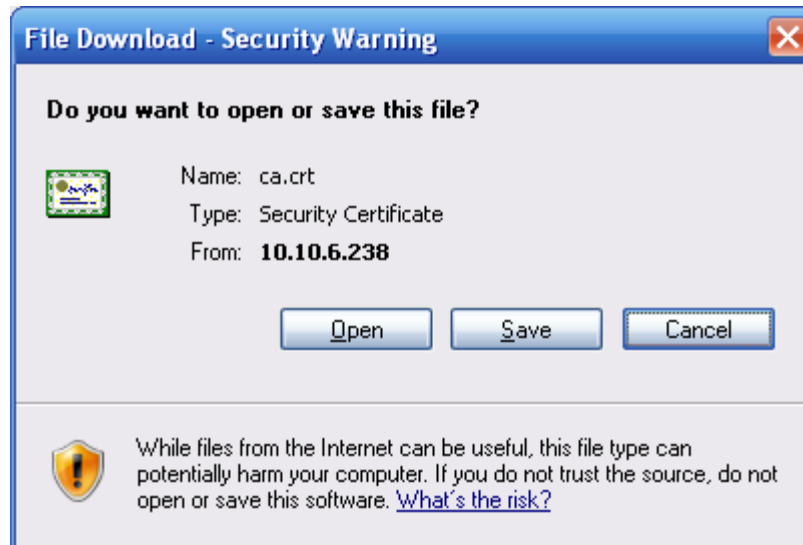 File Download - Security Warning
Do you want to open or save this file?
Name: ca.crt
Type: Security Certificate
From: 10.10.6.238
Open Save Cancel
While files from the Internet can be useful, this file type can
potentially harm your computer. If you do not trust the source, do not
open or save this software. What's the risk?